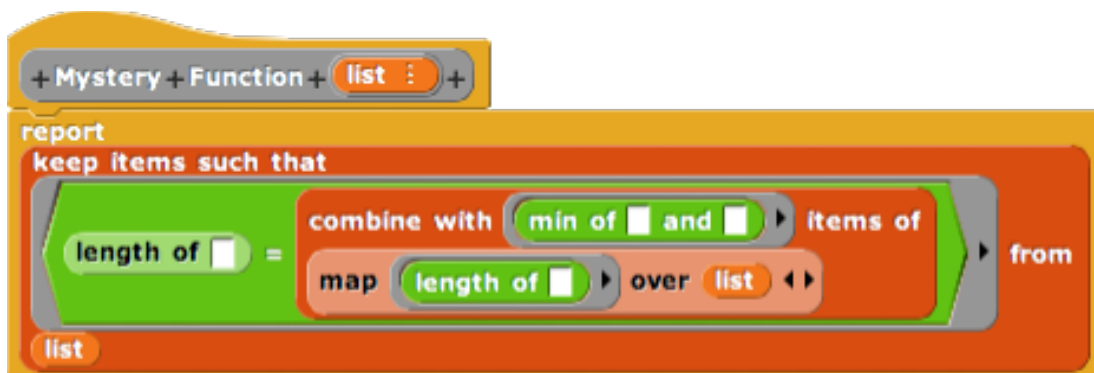 +Mystery+Function+ list ⋮ +
report
keep items such that
combine with min of and items of
length of = from
map length of over list
list